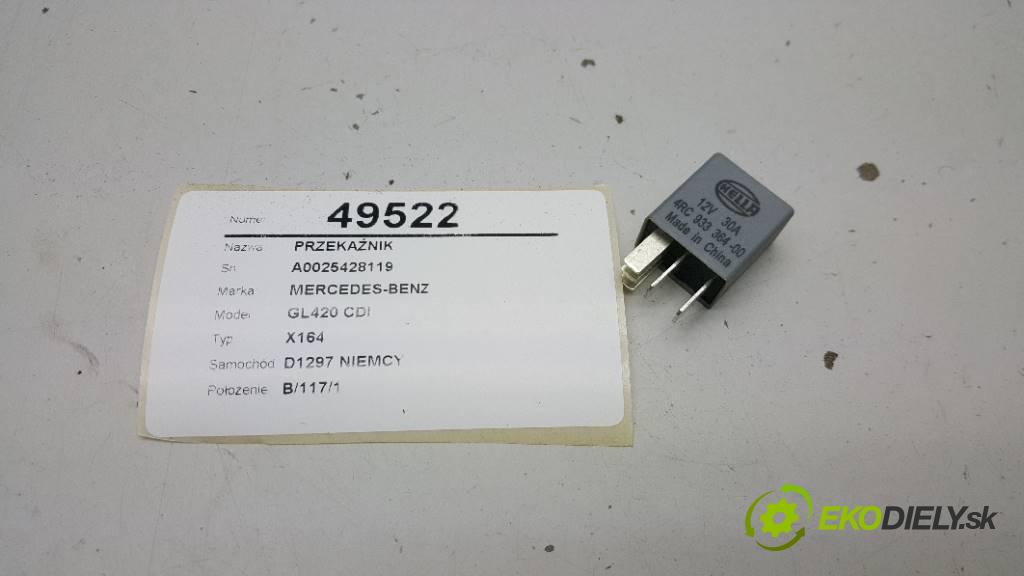 Numer 49522
Nazwa PRZEKAŹNIK
Sn A0025428119
Marka MERCEDES-BENZ
Model GL420 CDI
Typ X164
Samochód D1297 NIEMCY
Położenie B/117/1
HELLA
12V 30A
4RC 933 364-00
Made in China
EKODIELY.sk